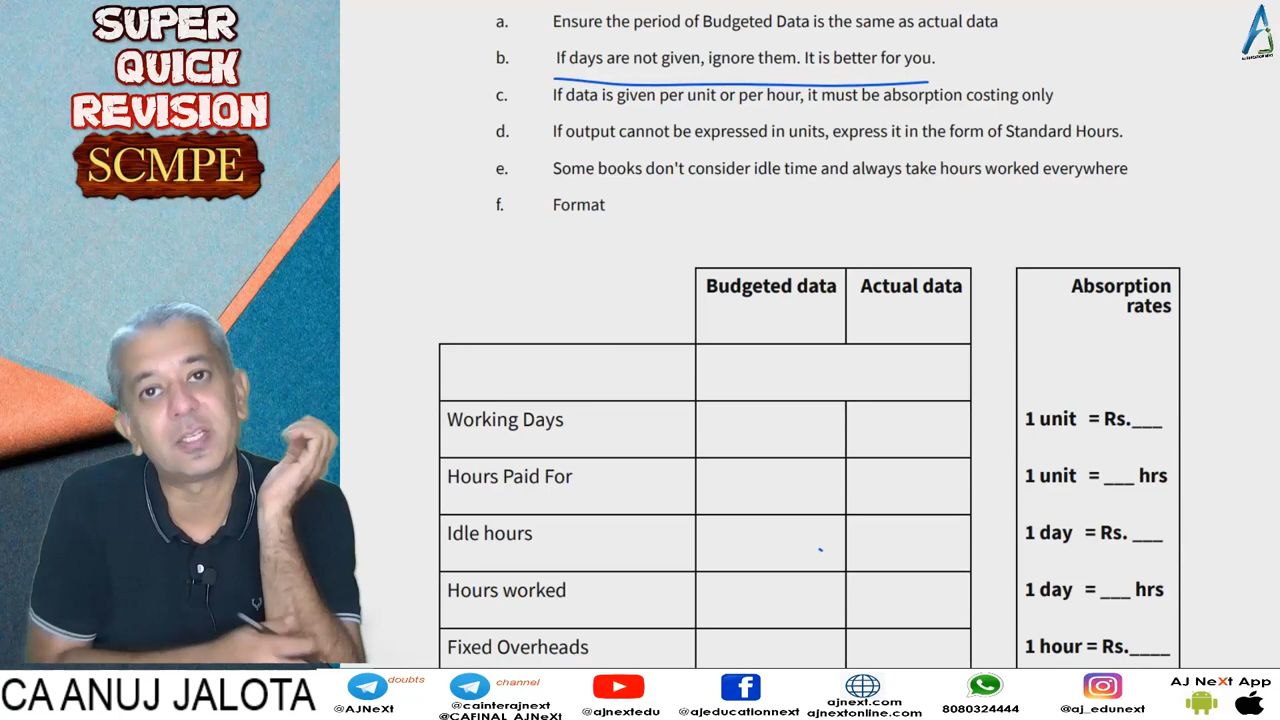 SUPER
QUICK
REVISION
SCMPE
a. Ensure the period of Budgeted Data is the same as actual data
b. If days are not given, ignore them. It is better for you.
c. If data is given per unit or per hour, it must be absorption costing only
d. If output cannot be expressed in units, express it in the form of Standard Hours.
e. Some books don't consider idle time and always take hours worked everywhere
f. Format
Budgeted data Actual data
Working Days
Hours Paid For
Idle hours
Hours worked
Fixed Overheads
Absorption
rates
1 unit = Rs.___
1 unit = ___ hrs
1 day = Rs. ___
1 day = ___ hrs
1 hour = Rs.____
CA ANUJ JALOTA
doubts
@AJNeXt
channel
@cainterajnext
@CAFINAL_AJNeXt
@ajnextedu
@ajeducationnext
ajnext.com
ajnextonline.com
8080324444
@aj_edunext
AJ NeXt App